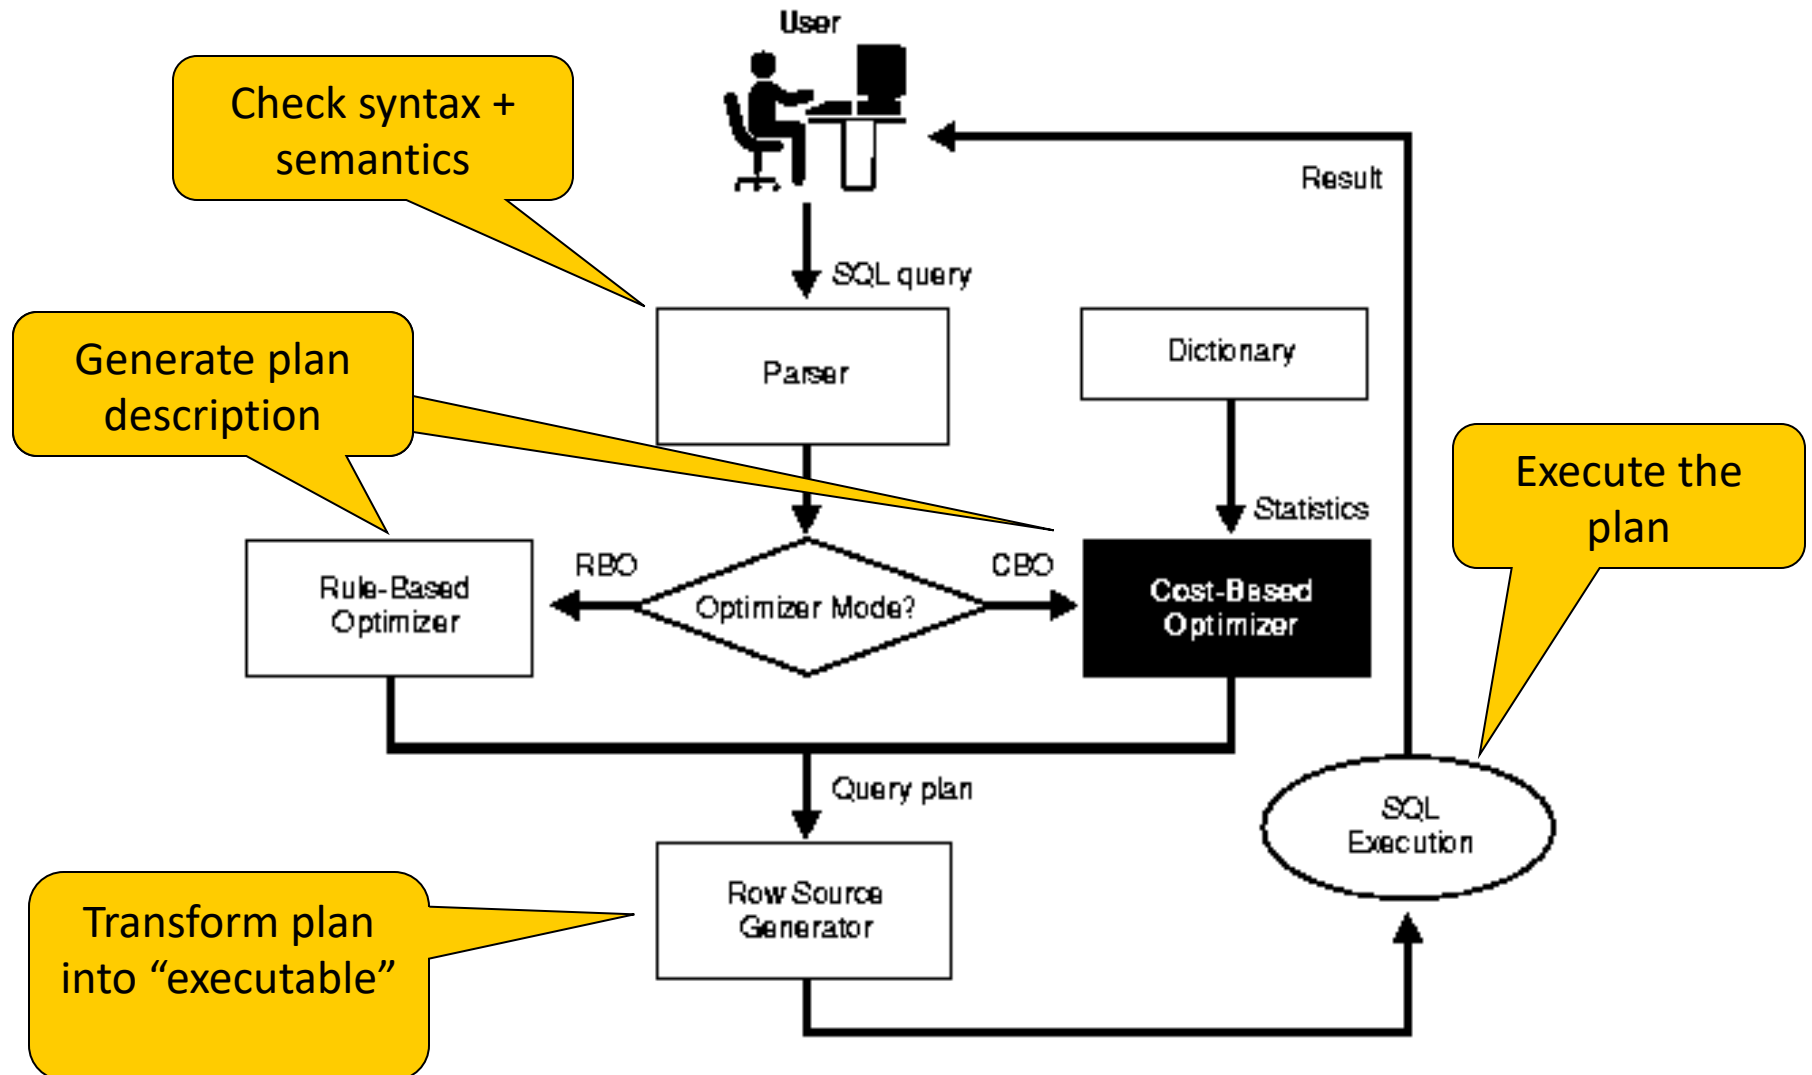 User
Check syntax +
semantics
Result
SQL query
Generate plan
description
Parser
Dictionary
Execute the
plan
Statistics
RBO
CBO
Rule-Based
Optimizer
Optimizer Mode?
Cost-Based
Optimizer
Query plan
SQL
Execution
Row Source
Generator
Transform plan
into “executable”